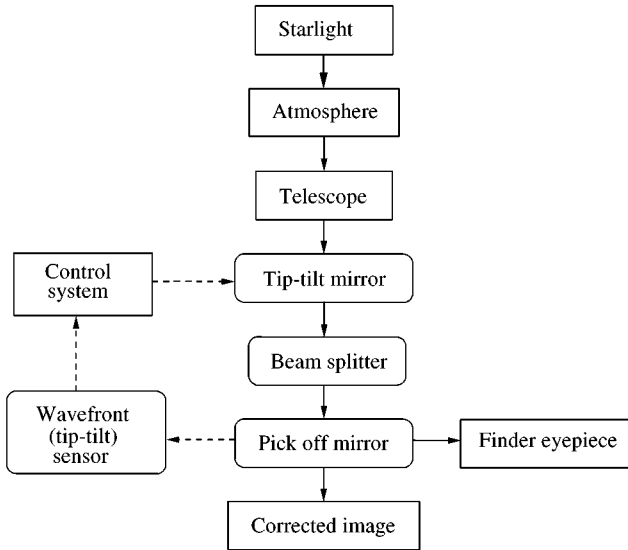 Starlight
Atmosphere
Telescope
Control
system
Tip-tilt mirror
Beam splitter
Wavefront
(tip-tilt)
sensor
Pick off mirror
Finder eyepiece
Corrected image